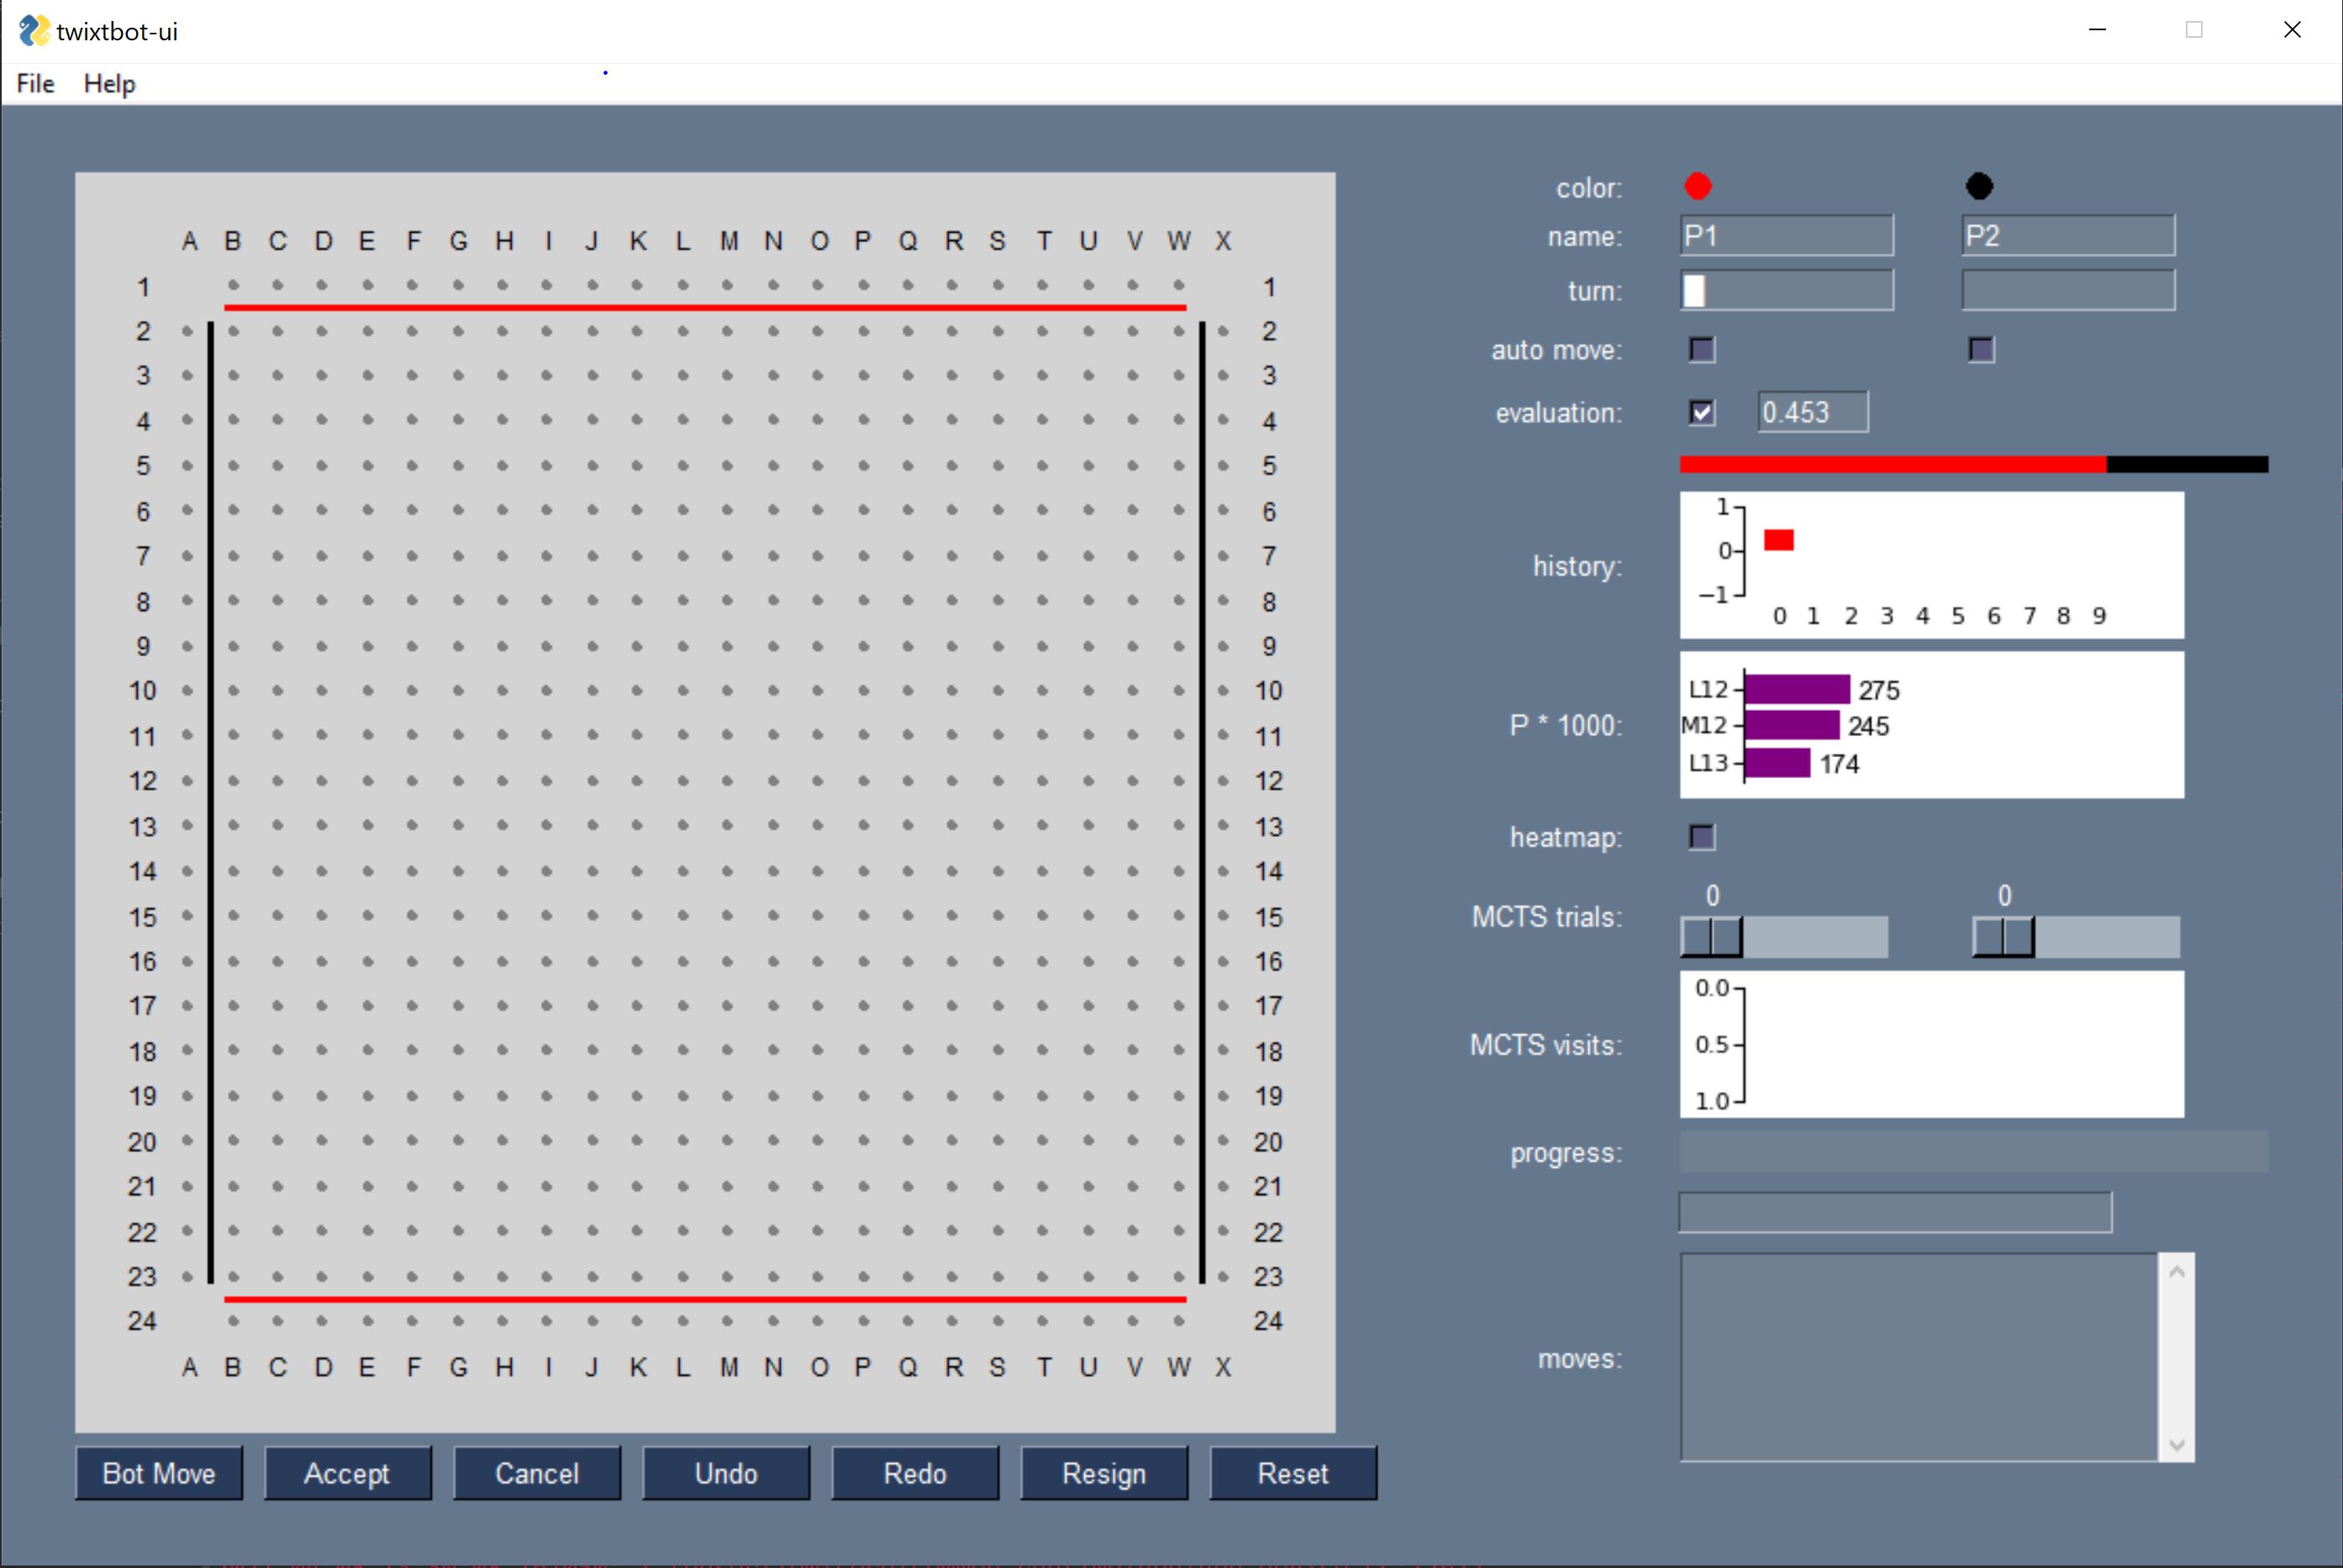 twixtbot-ui
File Help
A B C D E F G H I J K L M N O P Q R S T U V W X
1 1
2 2
3 3
4 4
5 5
6 6
7 7
8 8
9 9
10 10
11 11
12 12
13 13
14 14
15 15
16 16
17 17
18 18
19 19
20 20
21 21
22 22
23 23
24 24
A B C D E F G H I J K L M N O P Q R S T U V W X
Bot Move Accept Cancel Undo Redo Resign Reset
color:
name: P1 P2
turn:
auto move:
evaluation: 0.453
history:
1
0
−1
0 1 2 3 4 5 6 7 8 9
P * 1000:
L12 275
M12 245
L13 174
heatmap:
MCTS trials: 0 0
MCTS visits:
0.0
0.5
1.0
progress:
moves: